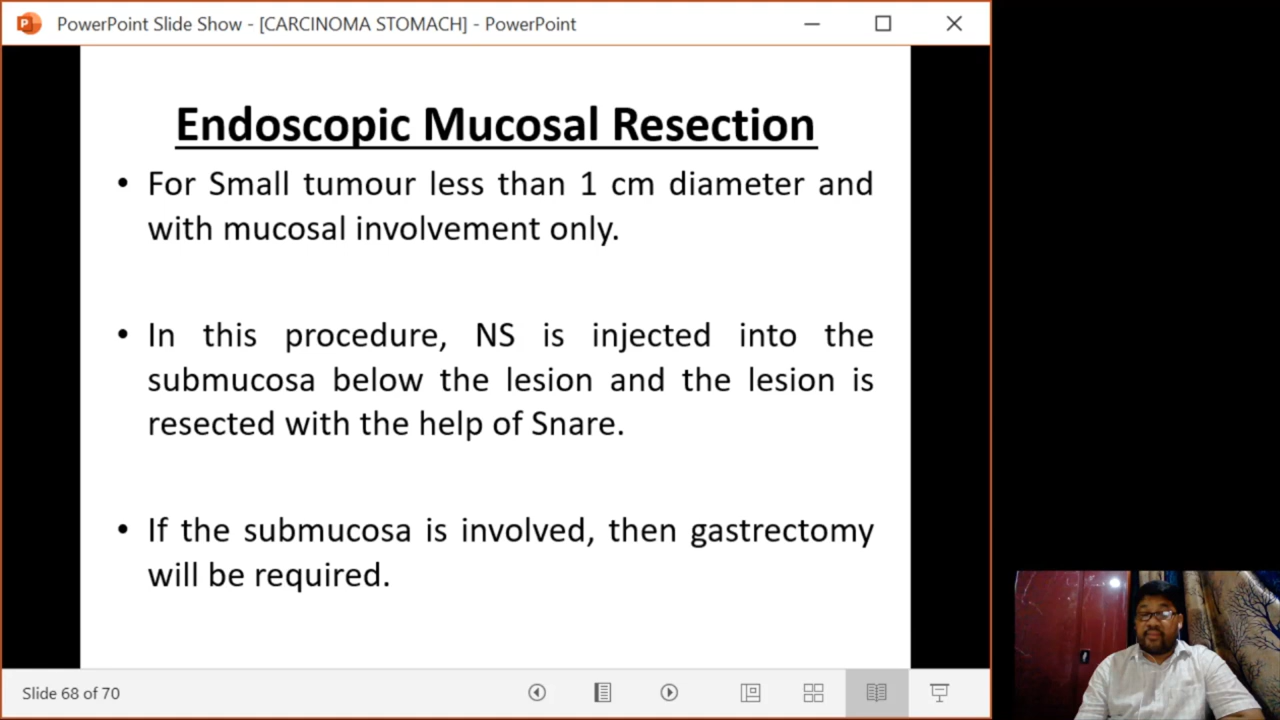 PowerPoint Slide Show - [CARCINOMA STOMACH] - PowerPoint
Endoscopic Mucosal Resection
• For Small tumour less than 1 cm diameter and
with mucosal involvement only.
• In this procedure, NS is injected into the
submucosa below the lesion and the lesion is
resected with the help of Snare.
• If the submucosa is involved, then gastrectomy
will be required.
Slide 68 of 70